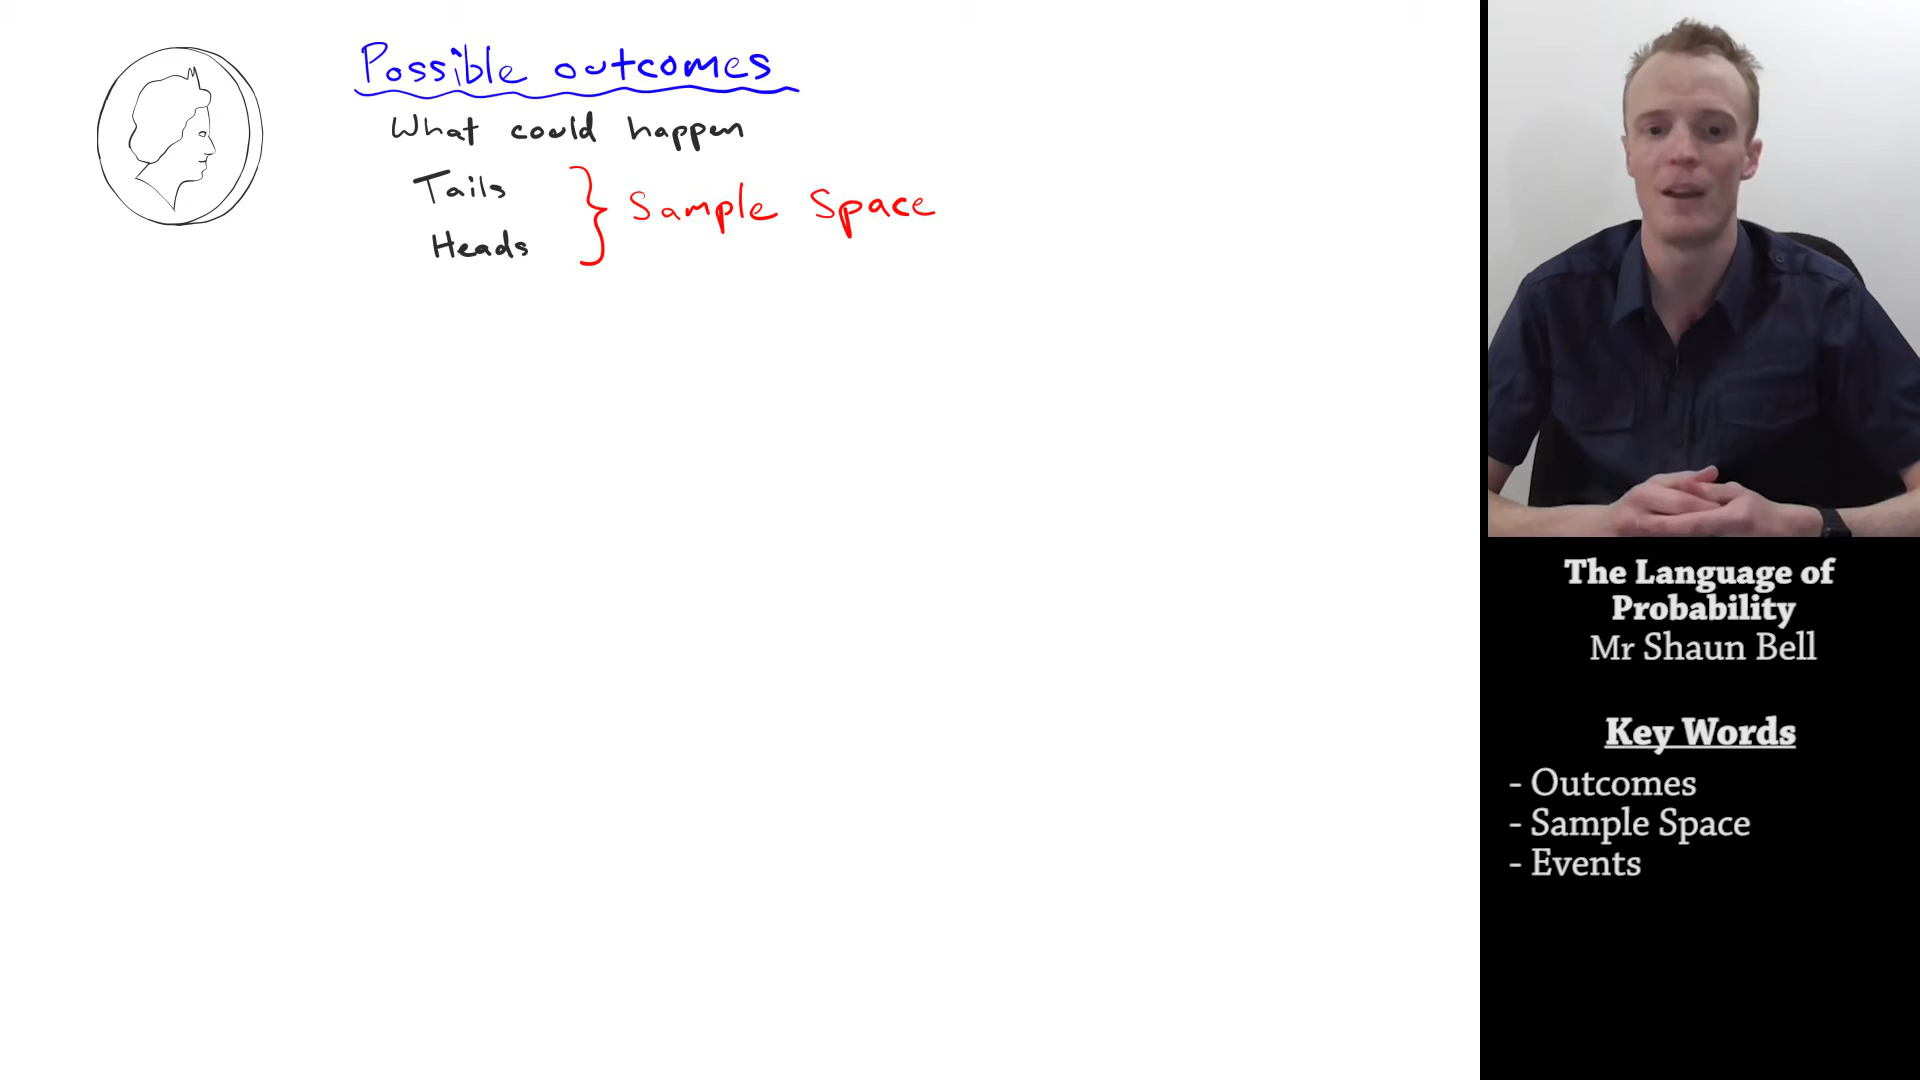 Possible outcomes
What could happen
Tails
Heads
Sample Space
The Language of
Probability
Mr Shaun Bell
Key Words
- Outcomes
- Sample Space
- Events